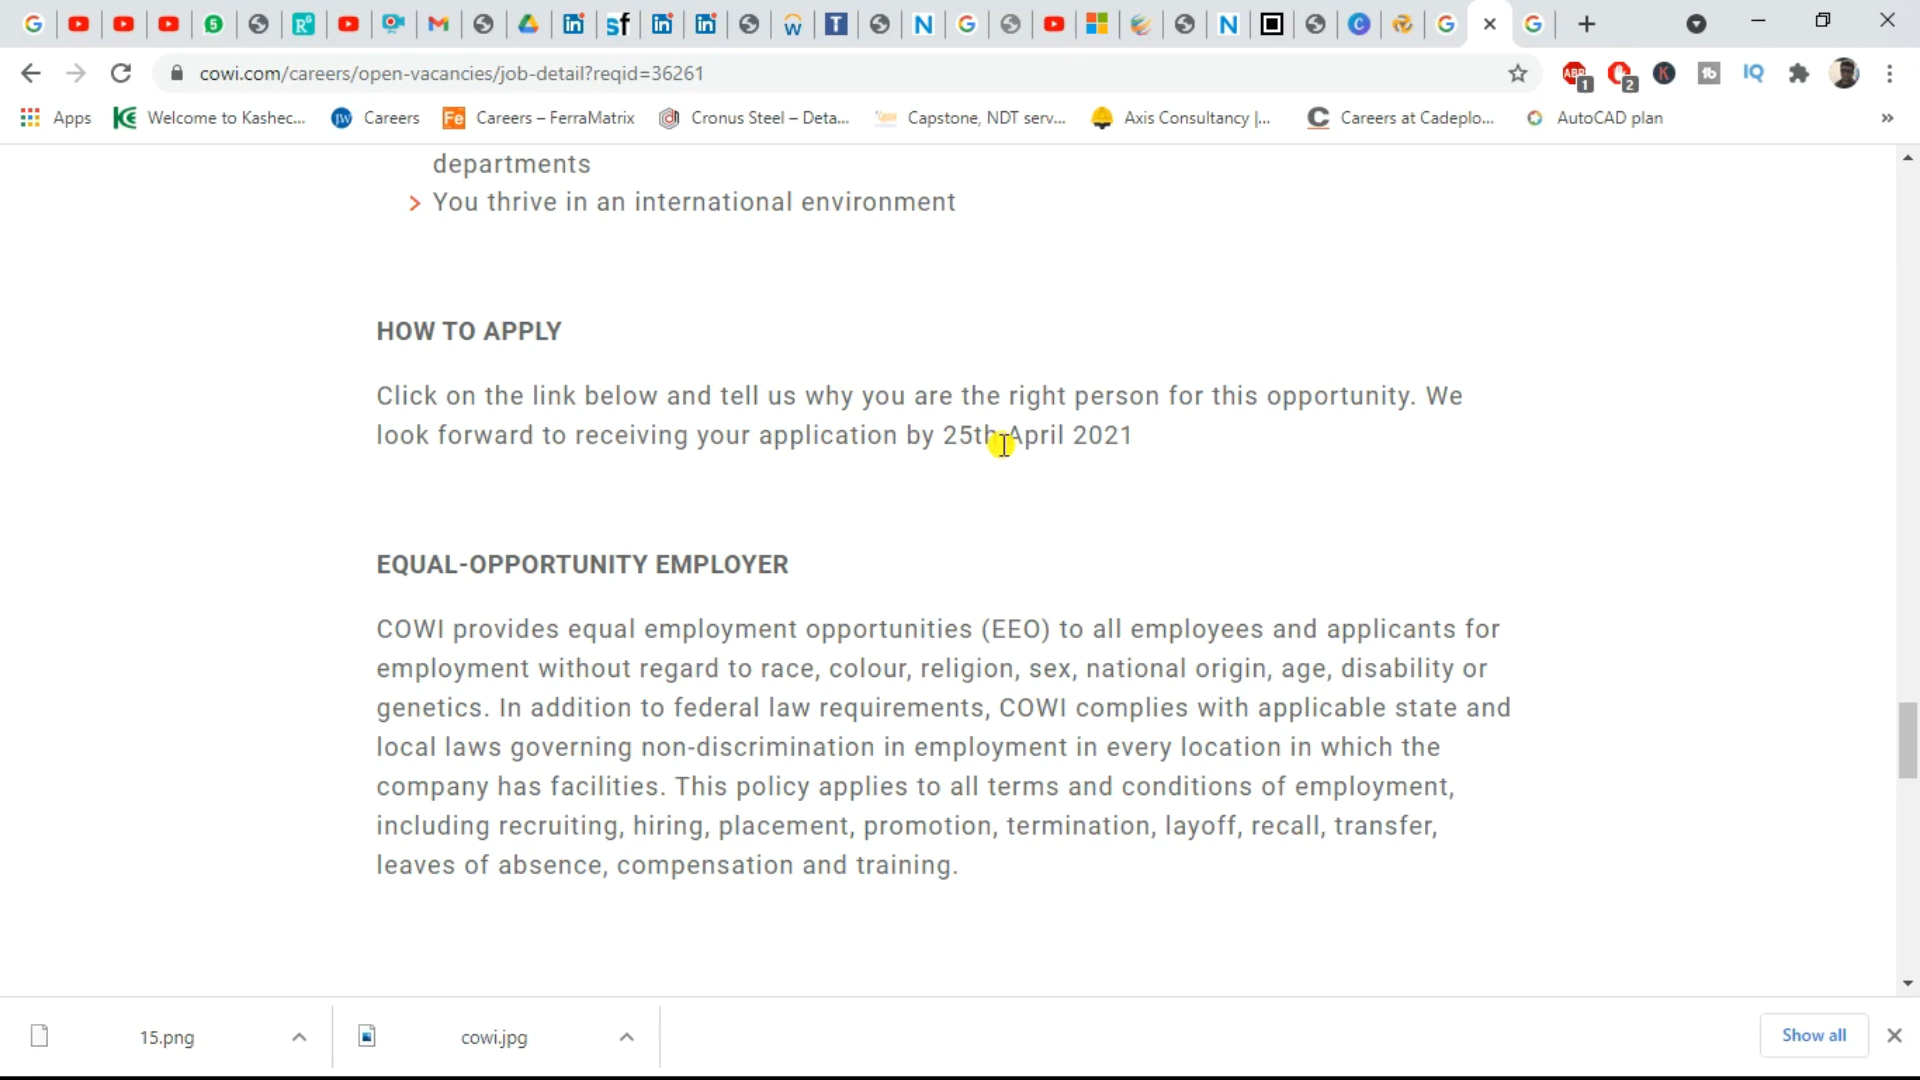 cowi.com/careers/open-vacancies/job-detail?reqid=36261
Apps Welcome to Kashec... Careers Careers – FerraMatrix Cronus Steel – Deta... Capstone, NDT serv... Axis Consultancy |... Careers at Cadeplo... AutoCAD plan »
departments
> You thrive in an international environment
HOW TO APPLY
Click on the link below and tell us why you are the right person for this opportunity. We
look forward to receiving your application by 25th April 2021
EQUAL-OPPORTUNITY EMPLOYER
COWI provides equal employment opportunities (EEO) to all employees and applicants for
employment without regard to race, colour, religion, sex, national origin, age, disability or
genetics. In addition to federal law requirements, COWI complies with applicable state and
local laws governing non-discrimination in employment in every location in which the
company has facilities. This policy applies to all terms and conditions of employment,
including recruiting, hiring, placement, promotion, termination, layoff, recall, transfer,
leaves of absence, compensation and training.
15.png cowi.jpg Show all